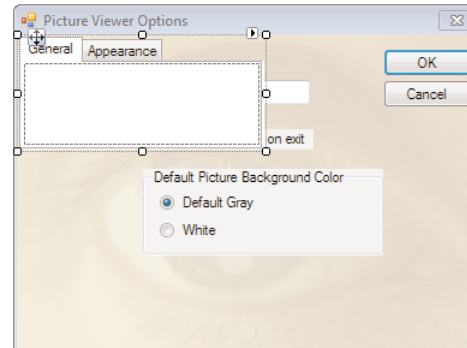 Picture Viewer Options
General Appearance
OK
Cancel
on exit
Default Picture Background Color
Default Gray
White